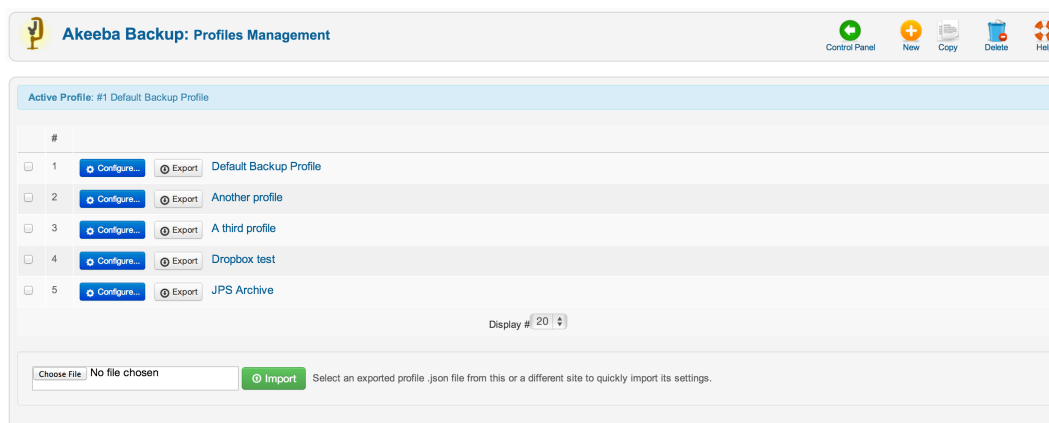 Akeeba Backup: Profiles Management
Control Panel
New
Copy
Delete
Hel
Active Profile: #1 Default Backup Profile
#
1 Configure... Export Default Backup Profile
2 Configure... Export Another profile
3 Configure... Export A third profile
4 Configure... Export Dropbox test
5 Configure... Export JPS Archive
Display # 20
Choose File No file chosen Import Select an exported profile .json file from this or a different site to quickly import its settings.